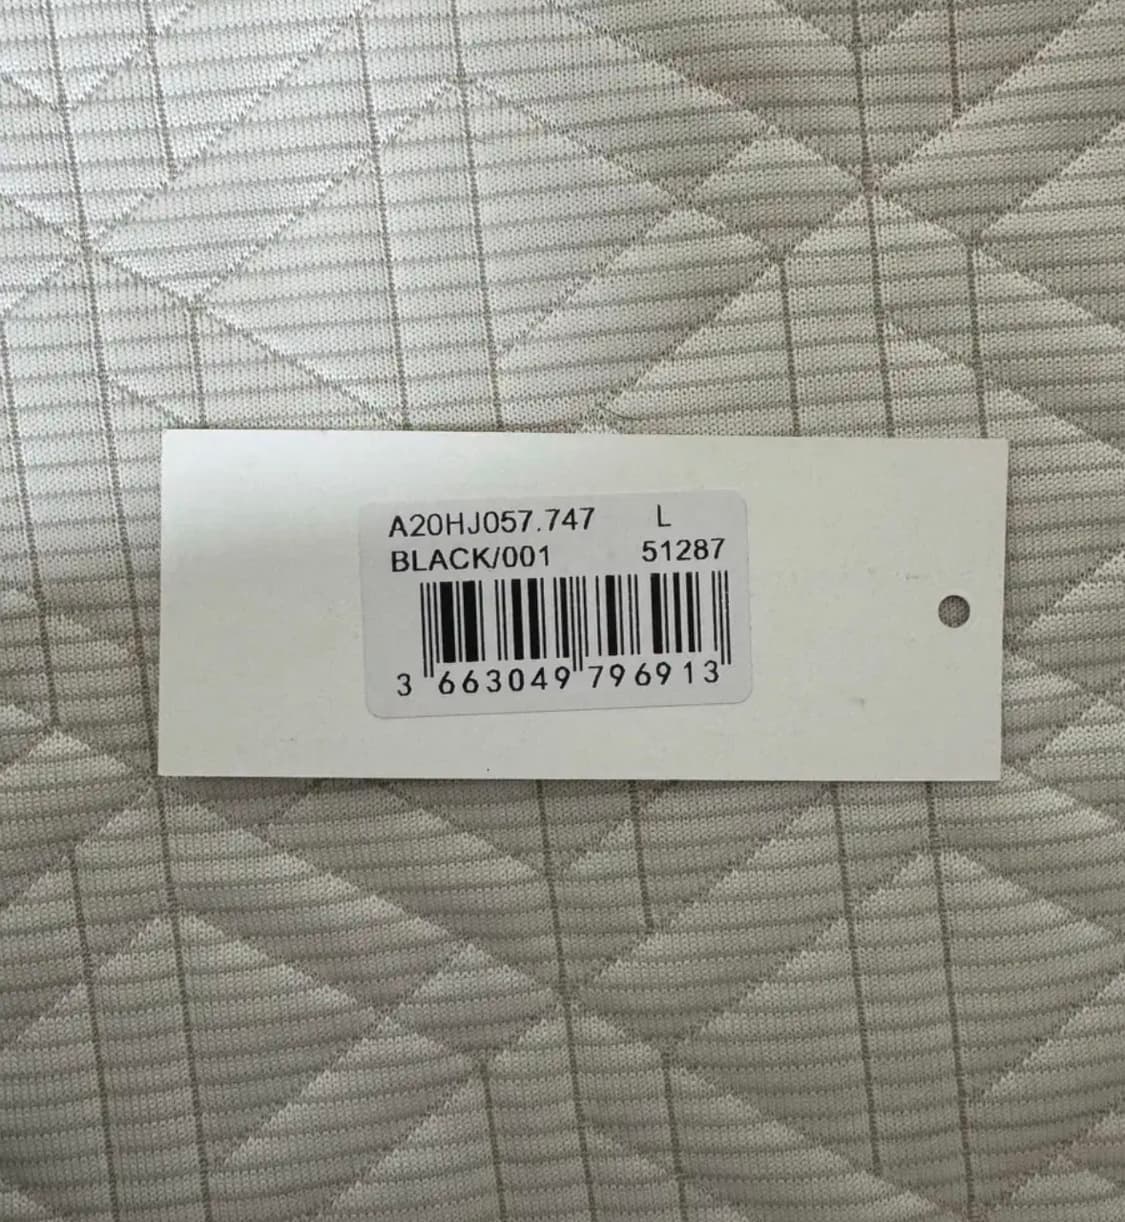 A20HJ057.747 L
BLACK/001 51287
3 663049 796913